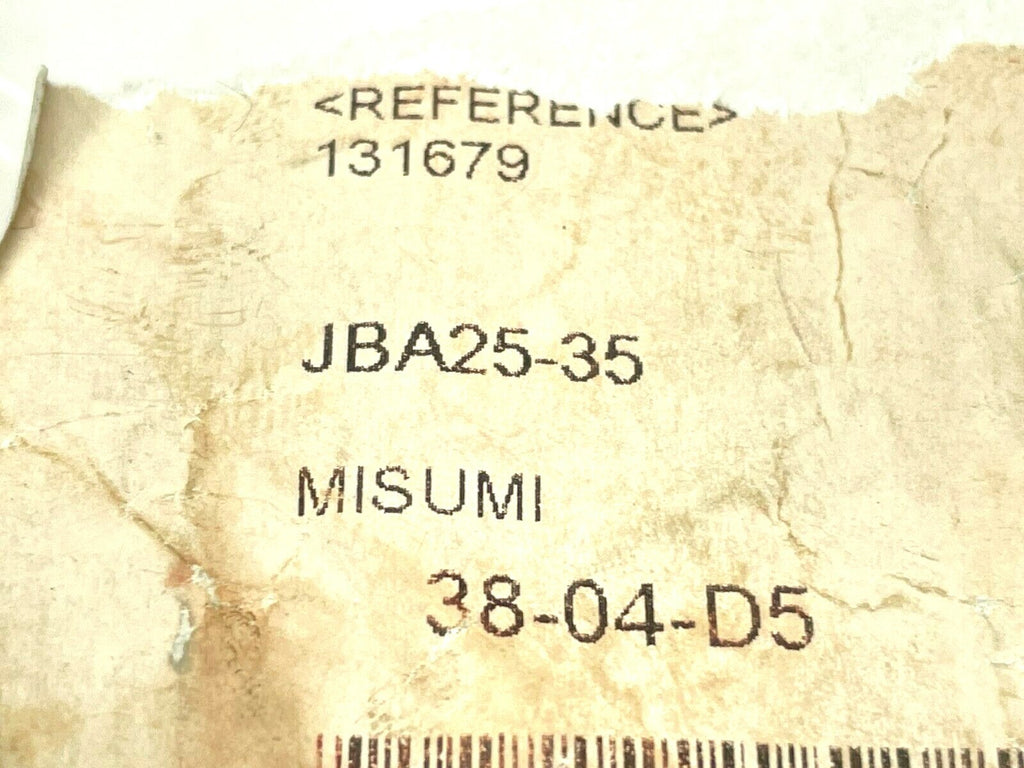 <REFERENCE>
131679
JBA25-35
MISUMI
38-04-D5